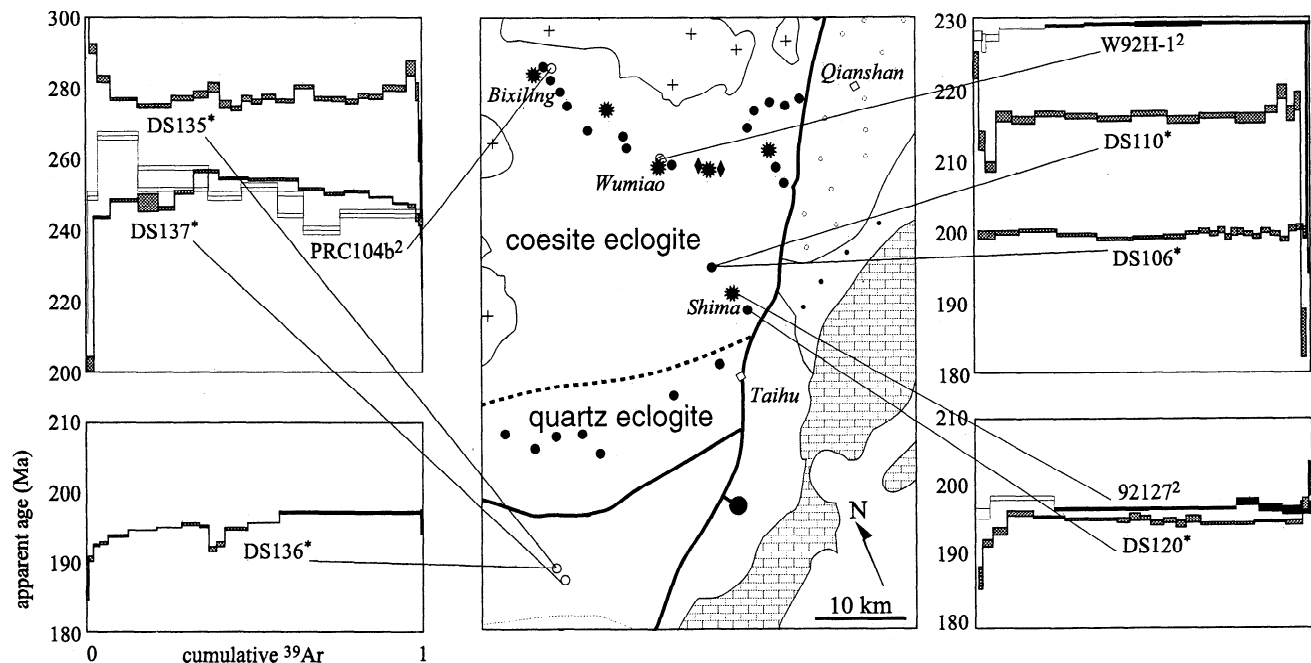 300
280
260
240
220
200
DS135*
DS137*
PRC104b2
210
200
190
180
DS136*
apparent age (Ma)
0
cumulative 39Ar
1
Qianshan
Bixiling
Wumiao
coesite eclogite
Shima
Taihu
quartz eclogite
N
10 km
230
220
210
200
190
180
W92H-12
DS110*
DS106*
210
200
190
180
921272
DS120*